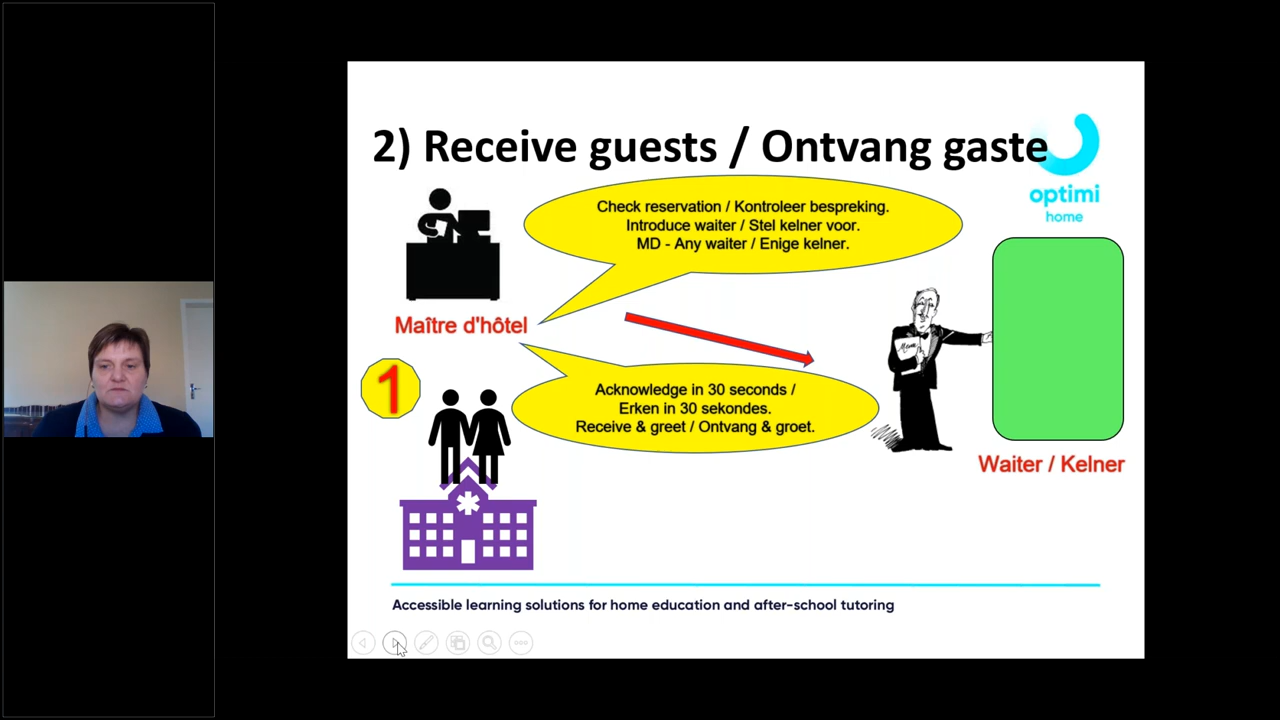 2) Receive guests / Ontvang gaste
optimi
home
Check reservation / Kontroleer bespreking.
Introduce waiter / Stel kelner voor.
MD - Any waiter / Enige kelner.
Maître d'hôtel
Menu
1
Acknowledge in 30 seconds /
Erken in 30 sekondes.
Receive & greet / Ontvang & groet.
Waiter / Kelner
Accessible learning solutions for home education and after-school tutoring